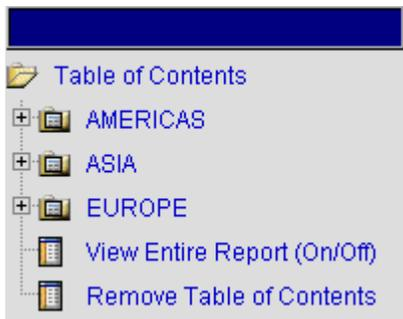 Table of Contents
AMERICAS
ASIA
EUROPE
View Entire Report (On/Off)
Remove Table of Contents